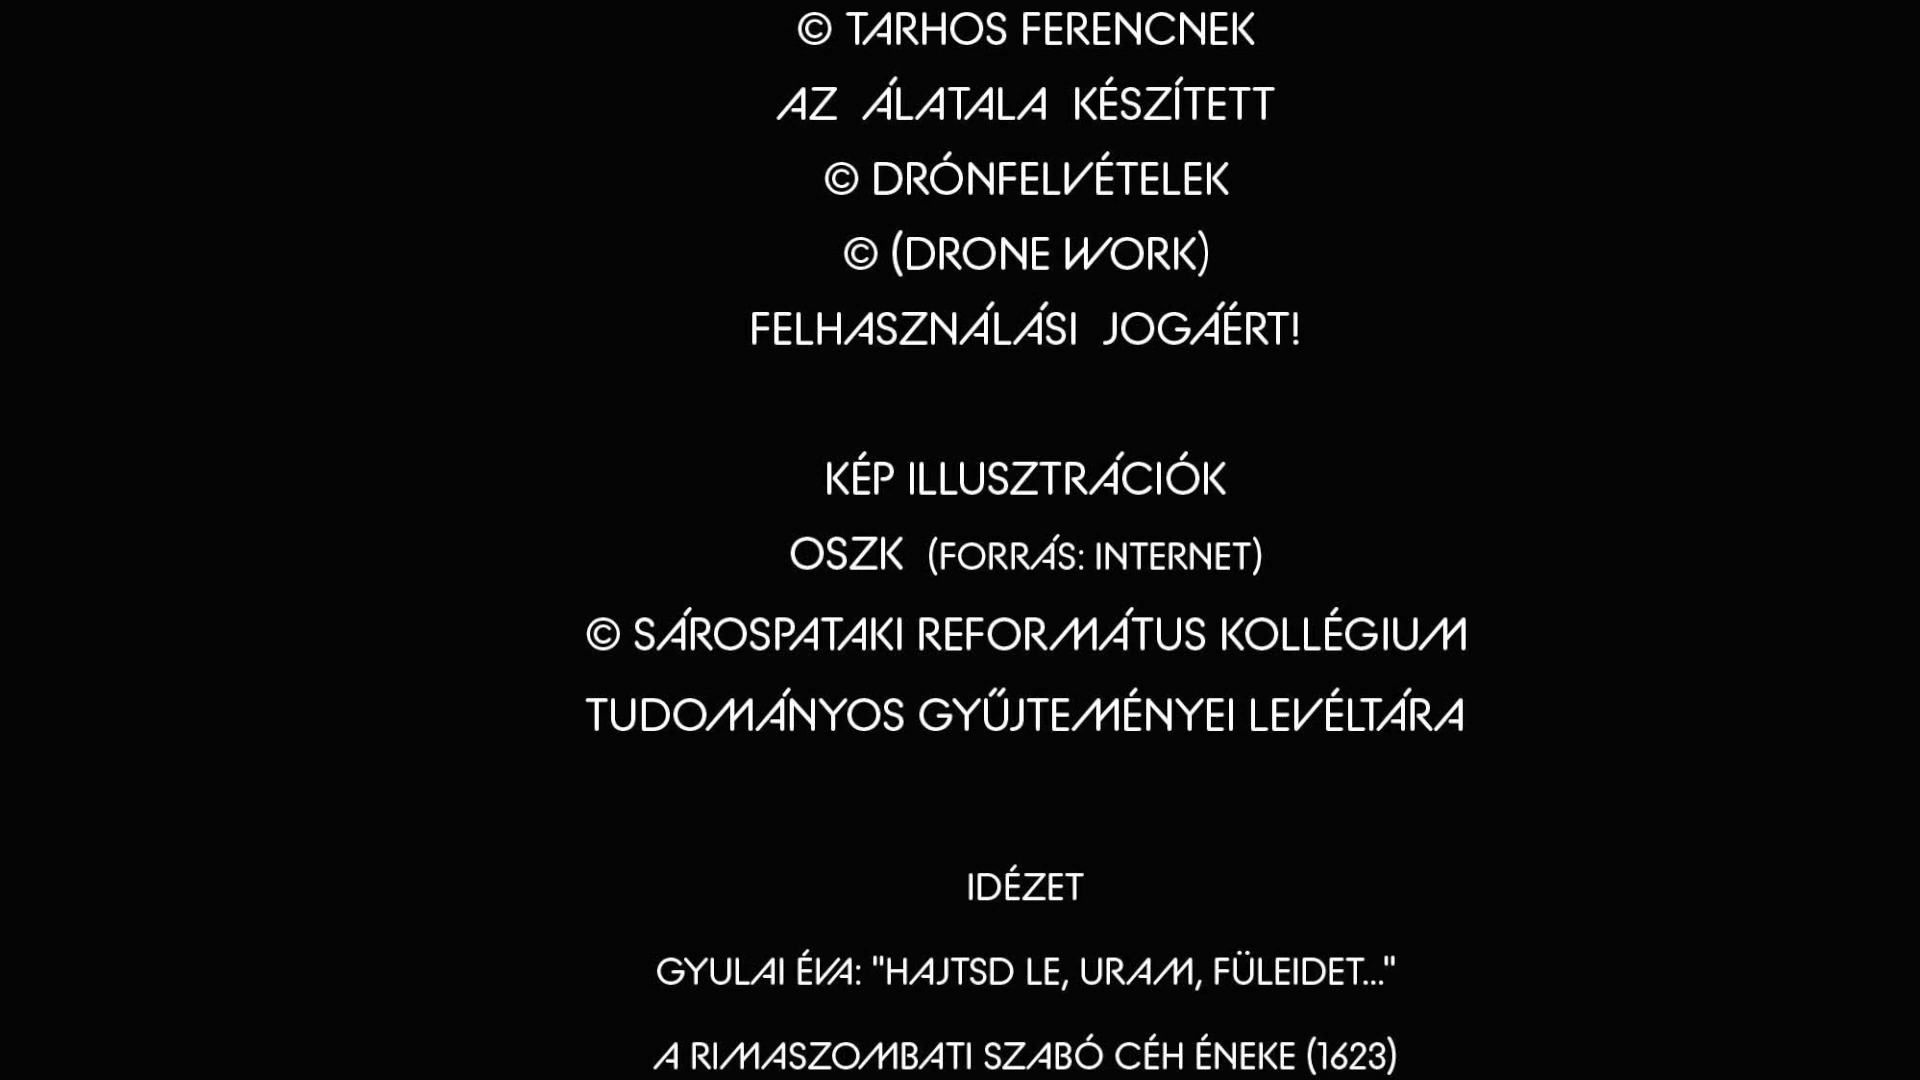 © TARHOS FERENCNEK
AZ ÁLATALA KÉSZÍTETT
© DRÓNFELVÉTELEK
© (DRONE WORK)
FELHASZNÁLÁSI JOGÁÉRT!
KÉP ILLUSZTRÁCIÓK
OSZK (FORRÁS: INTERNET)
© SÁROSPATAKI REFORMÁTUS KOLLÉGIUM
TUDOMÁNYOS GYŰJTEMÉNYEI LEVÉLTÁRA
IDÉZET
GYULAI ÉVA: "HAJTSD LE, URAM, FÜLEIDET..."
A RIMASZOMBATI SZABÓ CÉH ÉNEKE (1623)